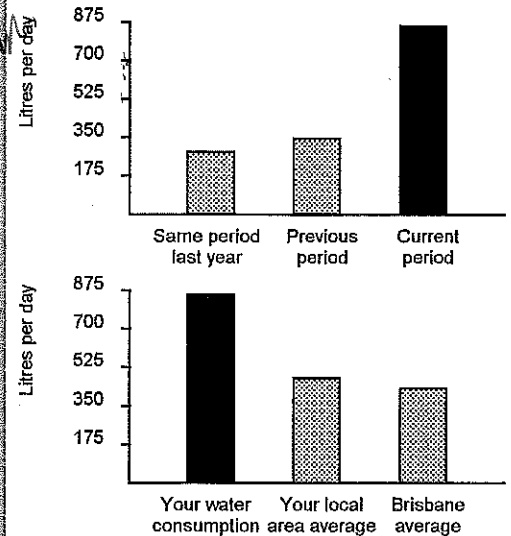 Litres per day
875
700
525
350
175
Same period
last year
Previous
period
Current
period
Litres per day
875
700
525
350
175
Your water
consumption
Your local
area average
Brisbane
average